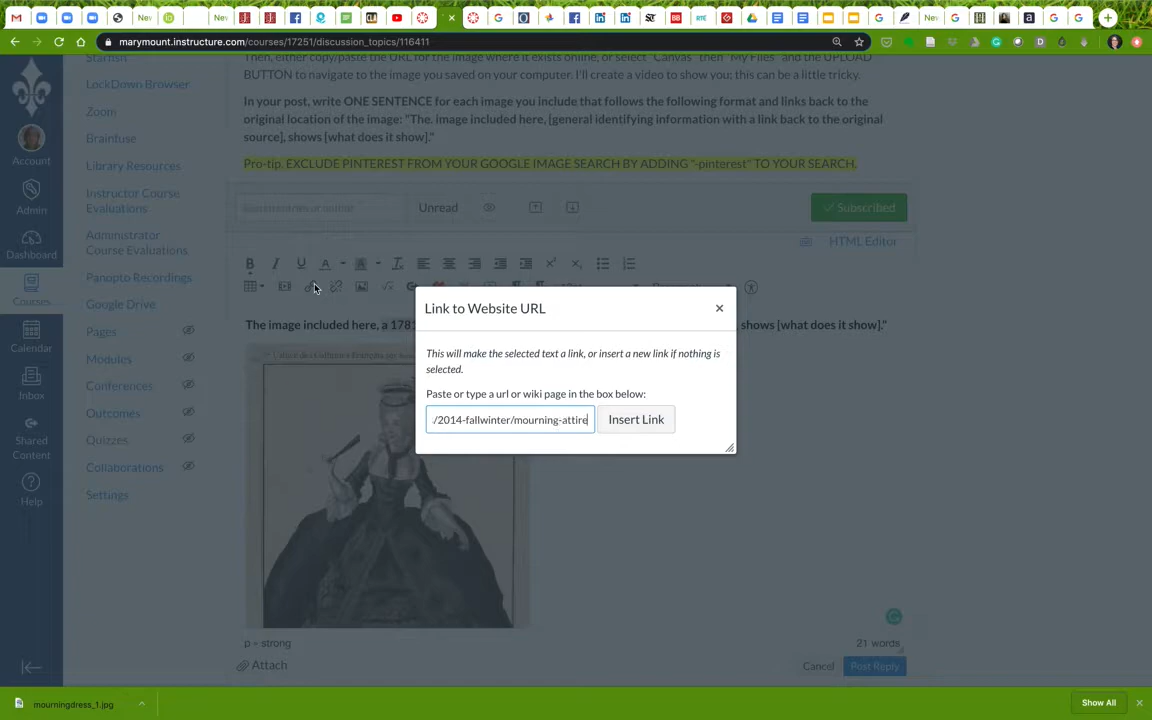 New
New
RTE
marymount.instructure.com/courses/17251/discussion_topics/116411
Starfish
LockDown Browser
Zoom
Brainfuse
Library Resources
Instructor Course
Evaluations
Administrator
Course Evaluations
Panopto Recordings
Google Drive
Pages
Modules
Conferences
Outcomes
Quizzes
Collaborations
Settings
Account
Admin
Dashboard
Courses
Calendar
Inbox
Shared
Content
Help
Then, either copy/paste the URL for the image where it exists online, or select "Canvas" then "My Files" and the UPLOAD
BUTTON to navigate to the image you saved on your computer. I'll create a video to show you; this can be a little tricky.
In your post, write ONE SENTENCE for each image you include that follows the following format and links back to the
original location of the image: "The. image included here, [general identifying information with a link back to the original
source], shows [what does it show]."
Pro-tip. EXCLUDE PINTEREST FROM YOUR GOOGLE IMAGE SEARCH BY ADDING "-pinterest" TO YOUR SEARCH.
Unread
Subscribed
HTML Editor
The image included here, a 1781
shows [what does it show]."
Link to Website URL
This will make the selected text a link, or insert a new link if nothing is
selected.
Paste or type a url or wiki page in the box below:
/2014-fallwinter/mourning-attire
Insert Link
p » strong
21 words
Attach
Cancel
Post Reply
mourningdress_1.jpg
Show All